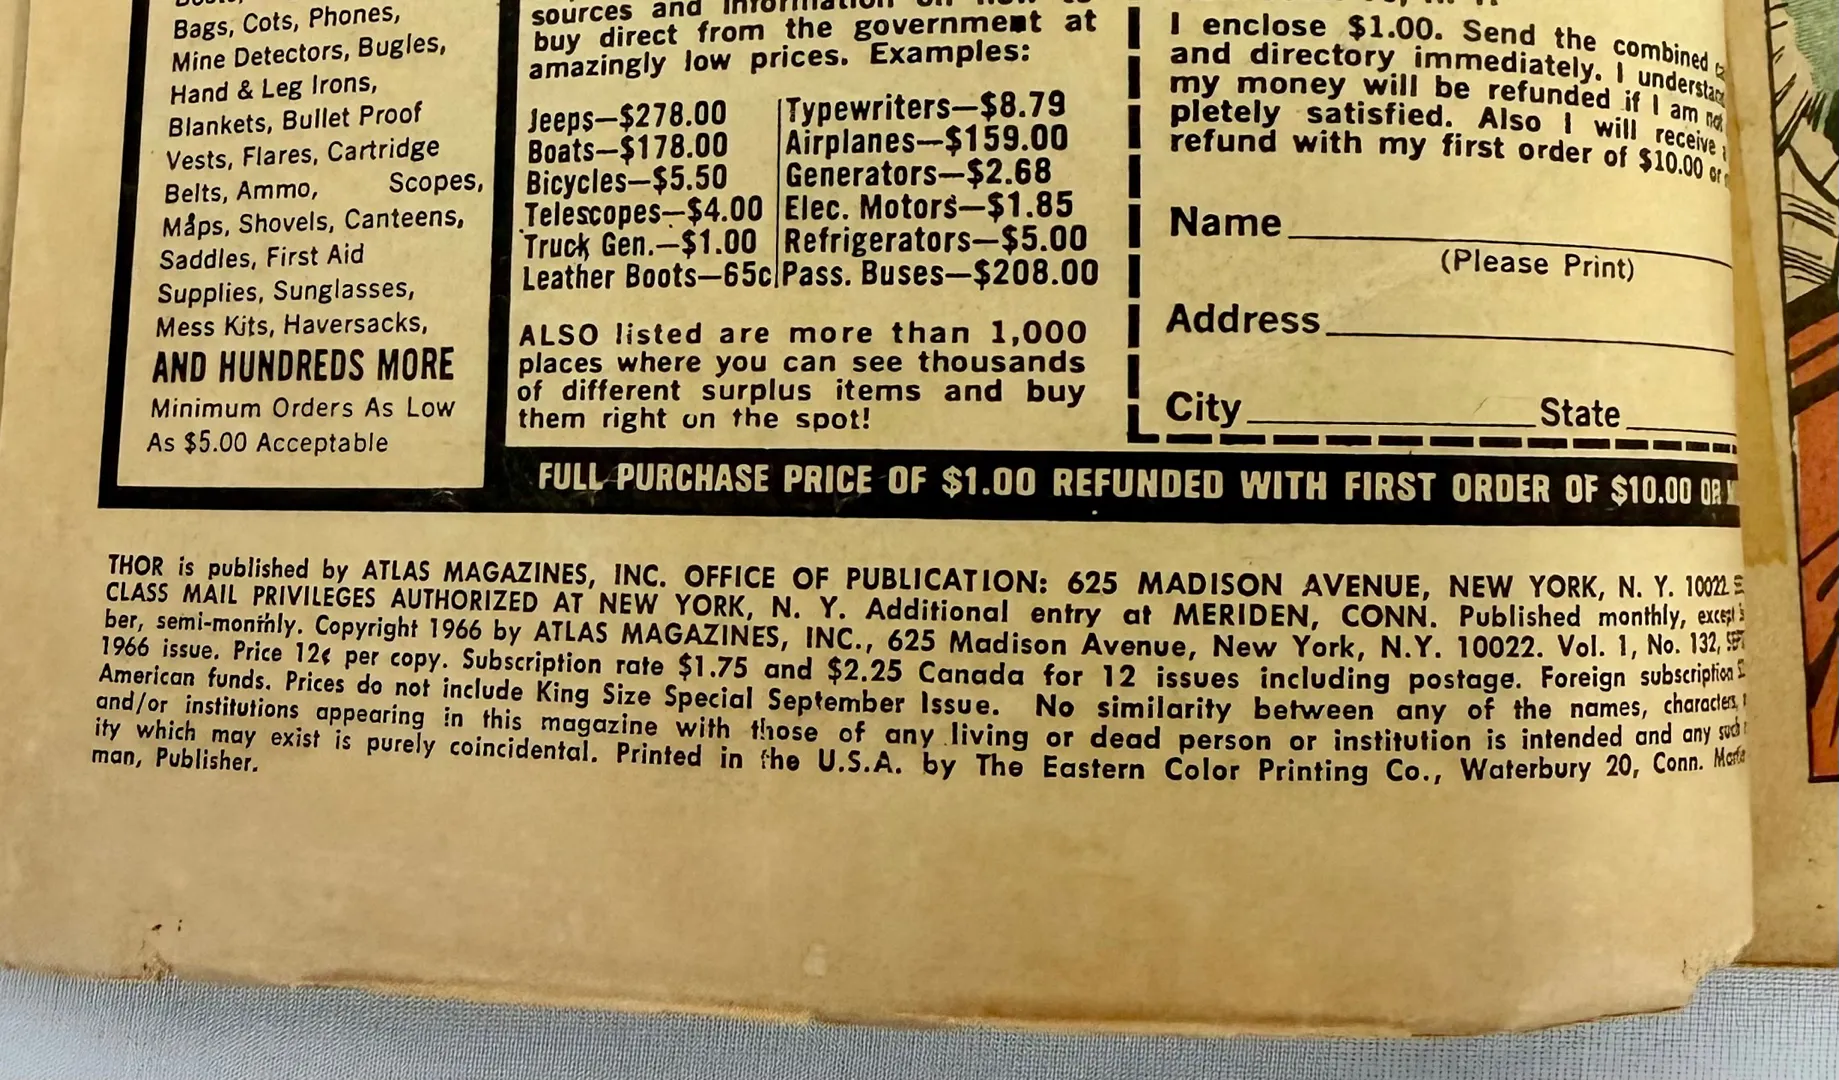 Bags, Cots, Phones,
Mine Detectors, Bugles,
Hand & Leg Irons,
Blankets, Bullet Proof
Vests, Flares, Cartridge
Belts, Ammo, Scopes,
Maps, Shovels, Canteens,
Saddles, First Aid
Supplies, Sunglasses,
Mess Kits, Haversacks,
AND HUNDREDS MORE
Minimum Orders As Low
As $5.00 Acceptable
sources and information on how to
buy direct from the government at
amazingly low prices. Examples:
Jeeps—$278.00
Boats—$178.00
Bicycles—$5.50
Telescopes—$4.00
Truck Gen.—$1.00
Leather Boots—65c
Typewriters—$8.79
Airplanes—$159.00
Generators—$2.68
Elec. Motors—$1.85
Refrigerators—$5.00
Pass. Buses—$208.00
ALSO listed are more than 1,000
places where you can see thousands
of different surplus items and buy
them right on the spot!
I enclose $1.00. Send the combined
and directory immediately. I
my money will be refunded if I am not
pletely satisfied. Also I will receive
refund with my first order of $10.00 or
Name
(Please Print)
Address
City State
FULL PURCHASE PRICE OF $1.00 REFUNDED WITH FIRST ORDER OF $10.00 OR
THOR is published by ATLAS MAGAZINES, INC. OFFICE OF PUBLICATION: 625 MADISON AVENUE, NEW YORK, N. Y. 10022
CLASS MAIL PRIVILEGES AUTHORIZED AT NEW YORK, N. Y. Additional entry at MERIDEN, CONN. Published monthly, except
ber, semi-monthly. Copyright 1966 by ATLAS MAGAZINES, INC., 625 Madison Avenue, New York, N.Y. 10022. Vol. 1, No. 132,
1966 issue. Price 12¢ per copy. Subscription rate $1.75 and $2.25 Canada for 12 issues including postage. Foreign subscription
American funds. Prices do not include King Size Special September Issue. No similarity between any of the names, characters,
and/or institutions appearing in this magazine with those of any living or dead person or institution is intended and any such
ity which may exist is purely coincidental. Printed in the U.S.A. by The Eastern Color Printing Co., Waterbury 20, Conn.
man, Publisher.